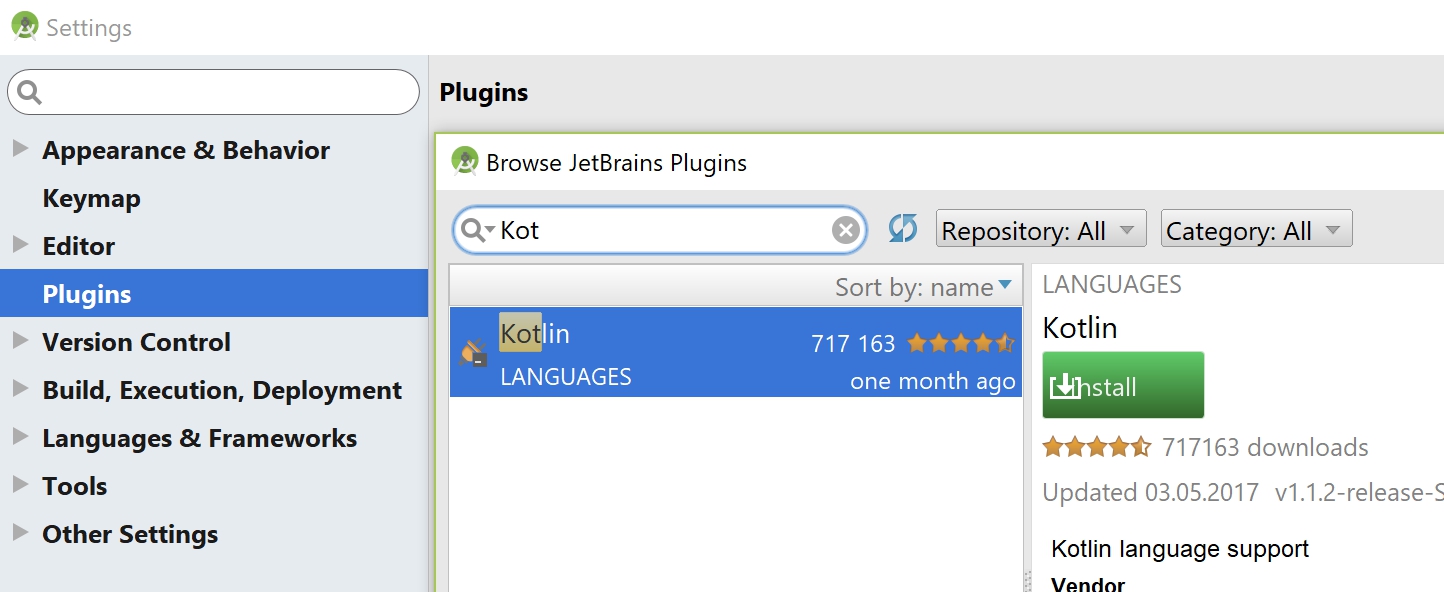 Settings
Plugins
Appearance & Behavior
Keymap
Editor
Plugins
Version Control
Build, Execution, Deployment
Languages & Frameworks
Tools
Other Settings
Browse JetBrains Plugins
Kot
Repository: All
Category: All
Sort by: name
Kotlin
717 163
LANGUAGES
one month ago
LANGUAGES
Kotlin
Install
717163 downloads
Updated 03.05.2017 v1.1.2-release-S
Kotlin language support
Vendor